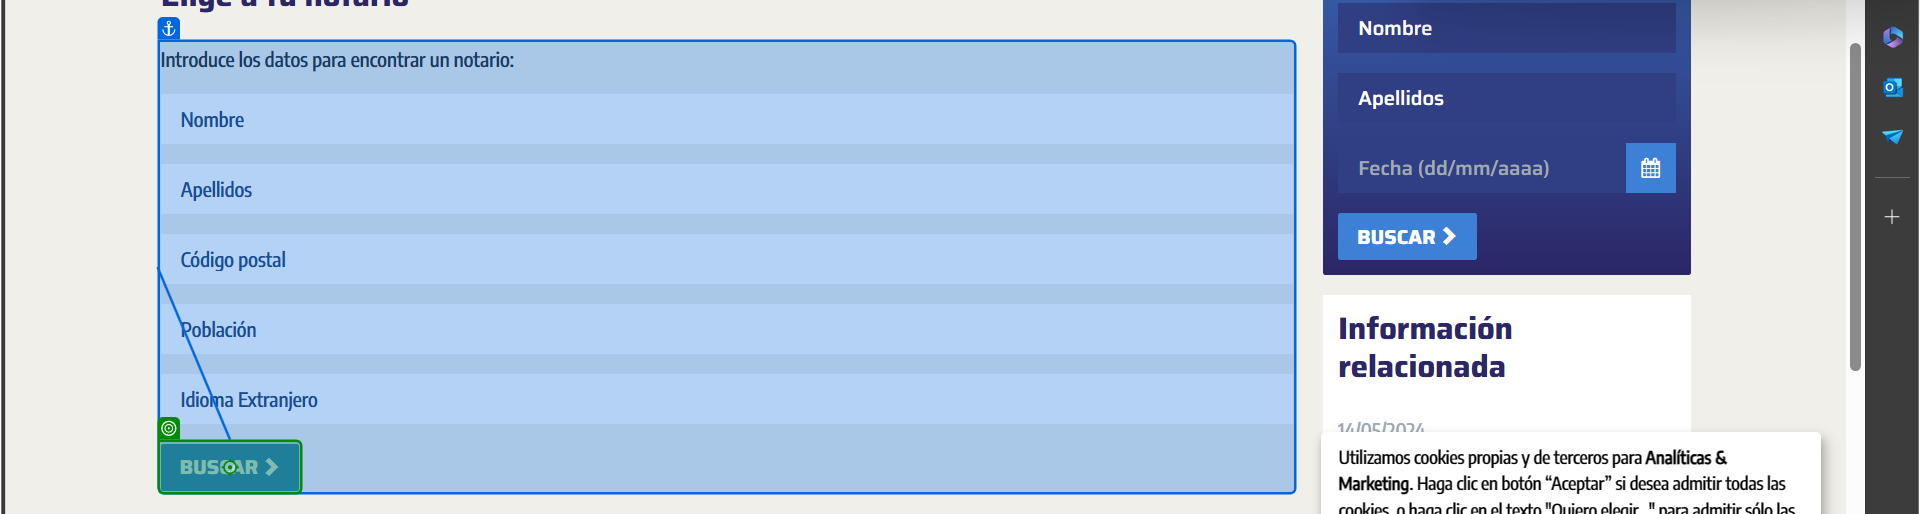 Elige a tu notario
Introduce los datos para encontrar un notario:
Nombre
Apellidos
Código postal
Población
Idioma Extranjero
BUSCAR
Nombre
Apellidos
Fecha (dd/mm/aaaa)
BUSCAR
Información
relacionada
14/05/2024
Utilizamos cookies propias y de terceros para Analíticas &
Marketing. Haga clic en botón “Aceptar” si desea admitir todas las
cookies, o haga clic en el texto "Quiero elegir..." para admitir sólo las